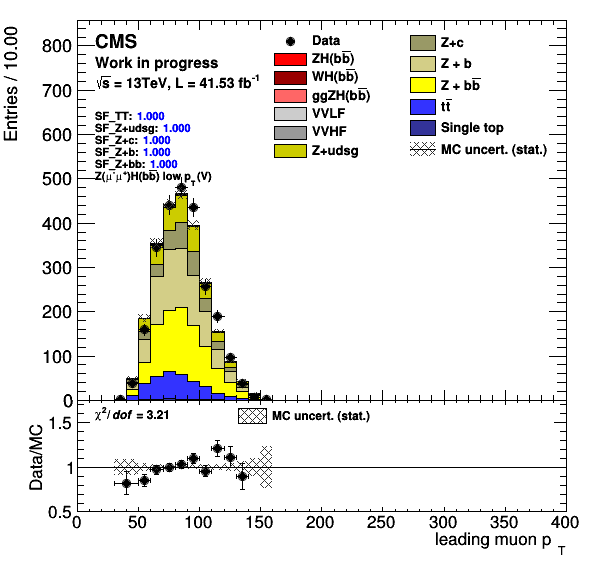 CMS
Work in progress
√s = 13TeV, L = 41.53 fb⁻¹
SF_TT: 1.000
SF_Z+udsg: 1.000
SF_Z+c: 1.000
SF_Z+b: 1.000
SF_Z+bb: 1.000
Z(μ⁻μ⁺)H(bb̅) low p_T(V)
Data
ZH(bb̅)
WH(bb̅)
ggZH(bb̅)
VVLF
VVHF
Z+udsg
Z+c
Z + b
Z + bb̅
tt̅
Single top
MC uncert. (stat.)
Entries / 10.00
800
700
600
500
400
300
200
100
0
χ²/dof = 3.21
MC uncert. (stat.)
Data/MC
1.5
1
0.5
0 50 100 150 200 250 300 350 400
leading muon p_T